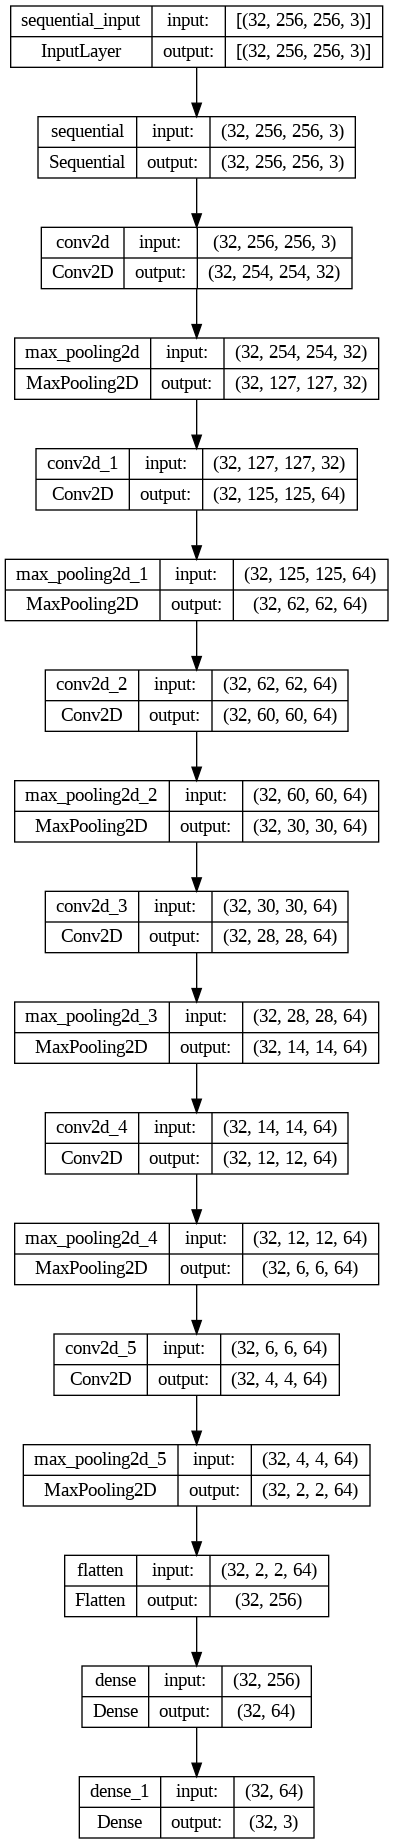 sequential_input input: [(32, 256, 256, 3)]
InputLayer output: [(32, 256, 256, 3)]
sequential input: (32, 256, 256, 3)
Sequential output: (32, 256, 256, 3)
conv2d input: (32, 256, 256, 3)
Conv2D output: (32, 254, 254, 32)
max_pooling2d input: (32, 254, 254, 32)
MaxPooling2D output: (32, 127, 127, 32)
conv2d_1 input: (32, 127, 127, 32)
Conv2D output: (32, 125, 125, 64)
max_pooling2d_1 input: (32, 125, 125, 64)
MaxPooling2D output: (32, 62, 62, 64)
conv2d_2 input: (32, 62, 62, 64)
Conv2D output: (32, 60, 60, 64)
max_pooling2d_2 input: (32, 60, 60, 64)
MaxPooling2D output: (32, 30, 30, 64)
conv2d_3 input: (32, 30, 30, 64)
Conv2D output: (32, 28, 28, 64)
max_pooling2d_3 input: (32, 28, 28, 64)
MaxPooling2D output: (32, 14, 14, 64)
conv2d_4 input: (32, 14, 14, 64)
Conv2D output: (32, 12, 12, 64)
max_pooling2d_4 input: (32, 12, 12, 64)
MaxPooling2D output: (32, 6, 6, 64)
conv2d_5 input: (32, 6, 6, 64)
Conv2D output: (32, 4, 4, 64)
max_pooling2d_5 input: (32, 4, 4, 64)
MaxPooling2D output: (32, 2, 2, 64)
flatten input: (32, 2, 2, 64)
Flatten output: (32, 256)
dense input: (32, 256)
Dense output: (32, 64)
dense_1 input: (32, 64)
Dense output: (32, 3)